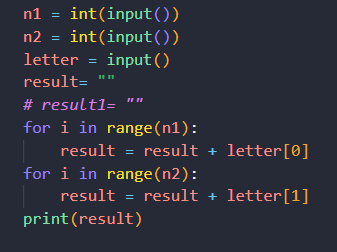 n1 = int(input())
n2 = int(input())
letter = input()
result= ""
# result1= ""
for i in range(n1):
    result = result + letter[0]
for i in range(n2):
    result = result + letter[1]
print(result)